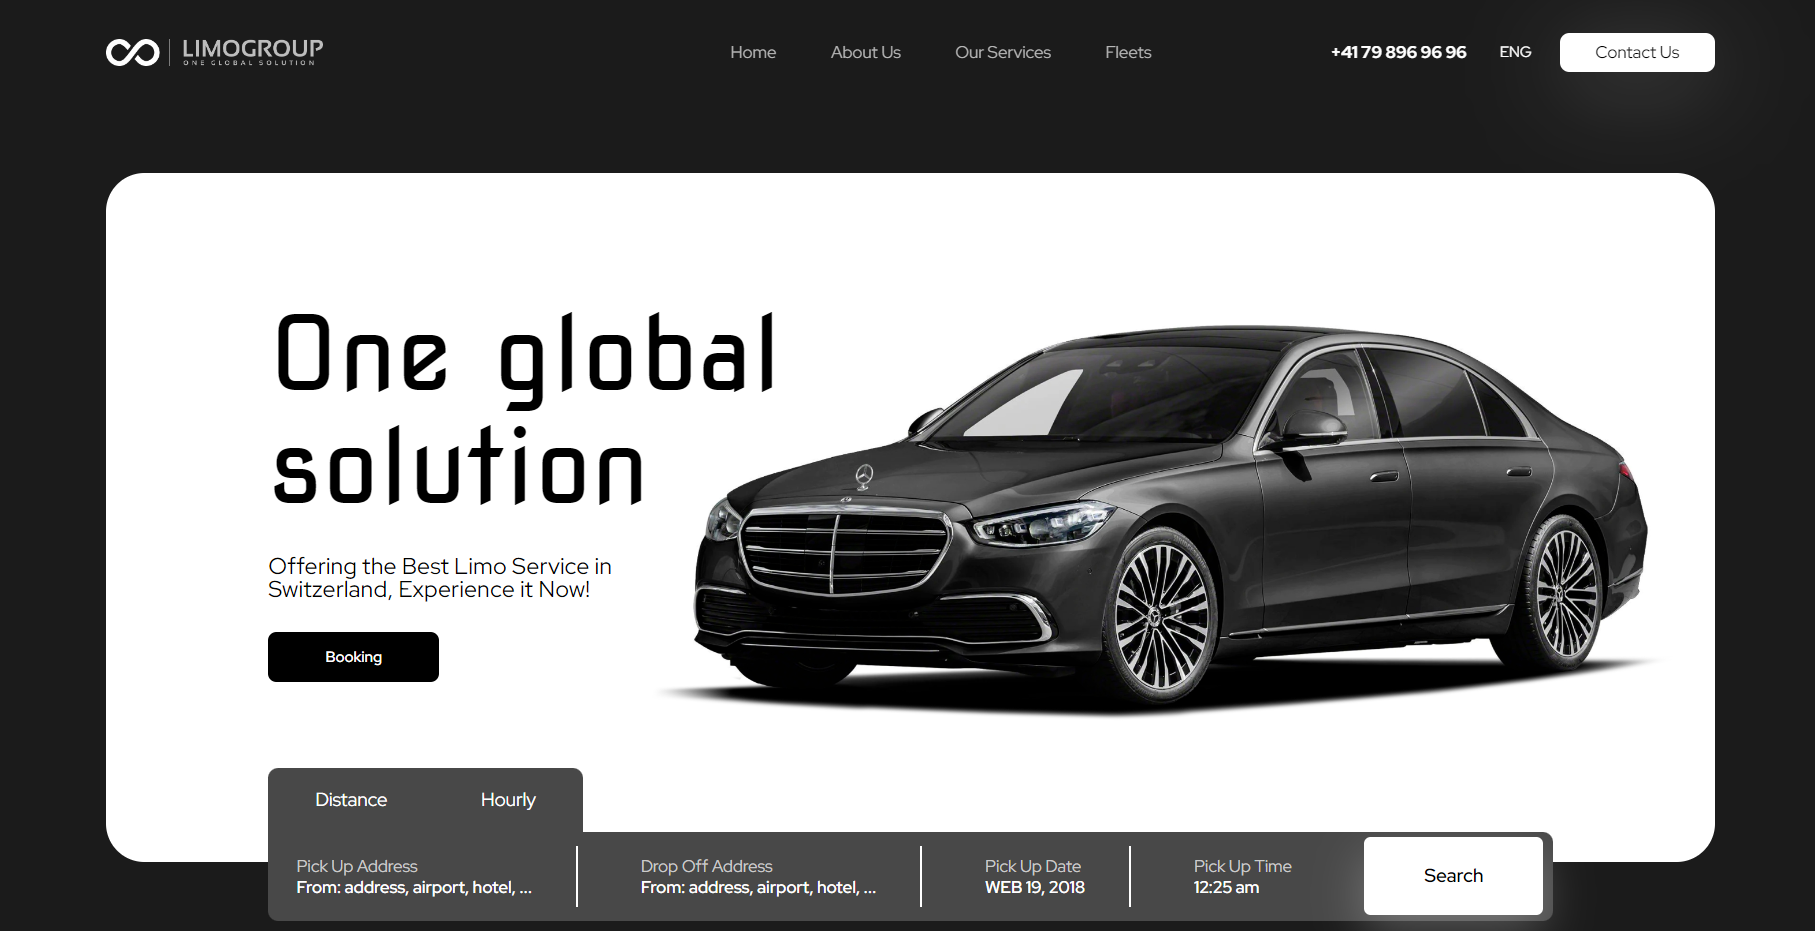 LIMOGROUP
ONE GLOBAL SOLUTION
Home
About Us
Our Services
Fleets
+41 79 896 96 96
ENG
Contact Us
One global
solution
Offering the Best Limo Service in
Switzerland, Experience it Now!
Booking
Distance
Hourly
Pick Up Address
From: address, airport, hotel, ...
Drop Off Address
From: address, airport, hotel, ...
Pick Up Date
WEB 19, 2018
Pick Up Time
12:25 am
Search